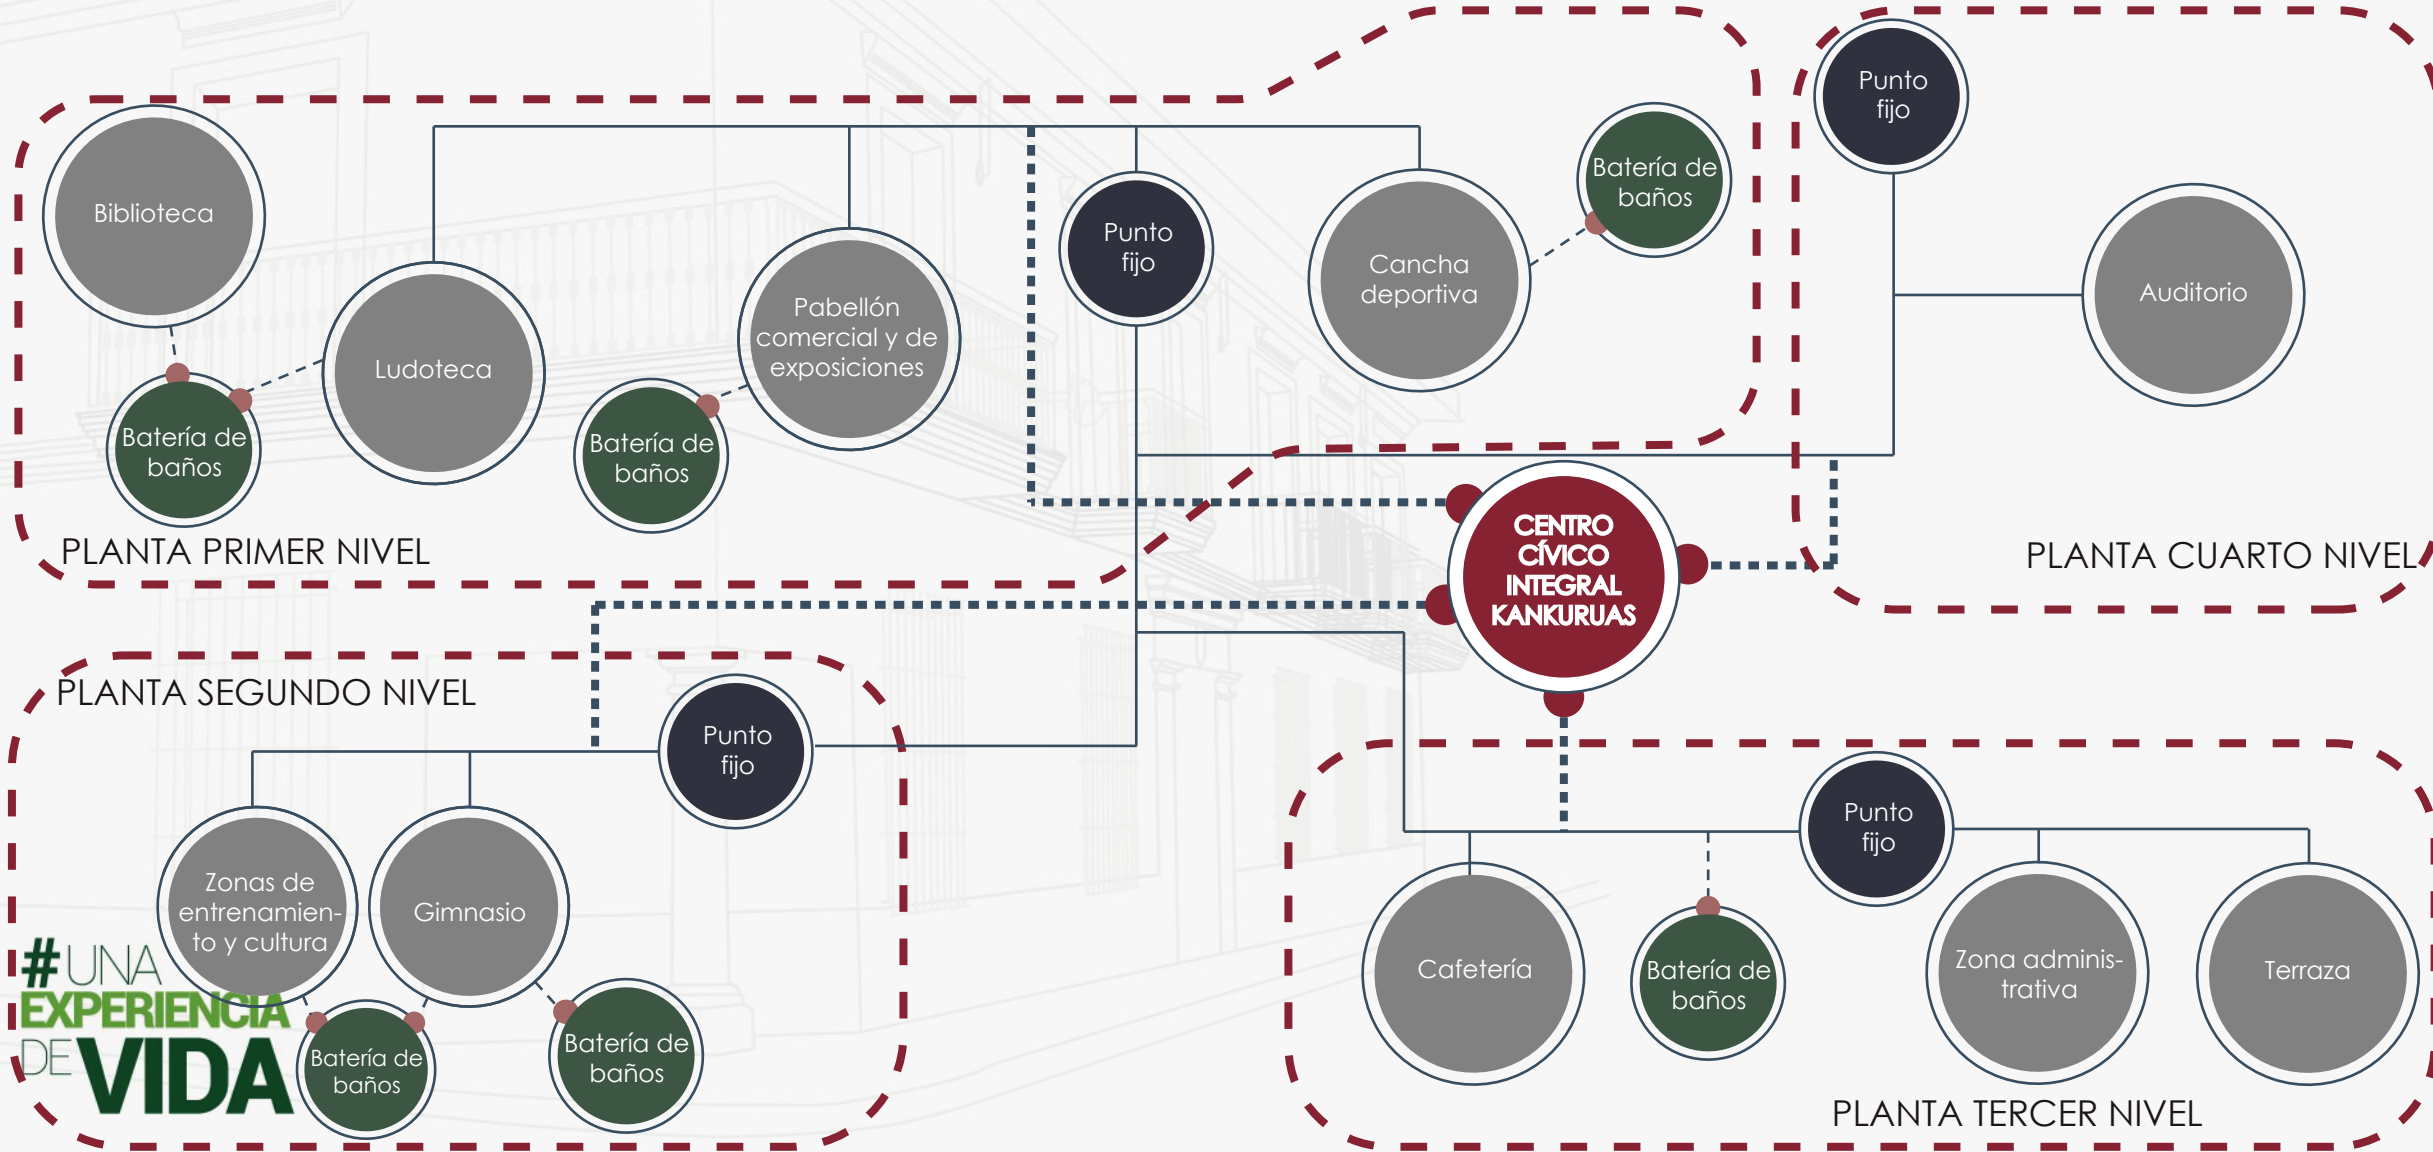 Biblioteca
Ludoteca
Batería de
baños
Pabellón
comercial y de
exposiciones
Batería de
baños
Punto
fijo
Cancha
deportiva
Batería de
baños
PLANTA PRIMER NIVEL
Punto
fijo
Auditorio
PLANTA CUARTO NIVEL
CENTRO
CÍVICO
INTEGRAL
KANKURUAS
PLANTA SEGUNDO NIVEL
Punto
fijo
Zonas de
entrenamien-
to y cultura
Gimnasio
Batería de
baños
Batería de
baños
#UNA
EXPERIENCIA
DE VIDA
Punto
fijo
Cafetería
Batería de
baños
Zona adminis-
trativa
Terraza
PLANTA TERCER NIVEL